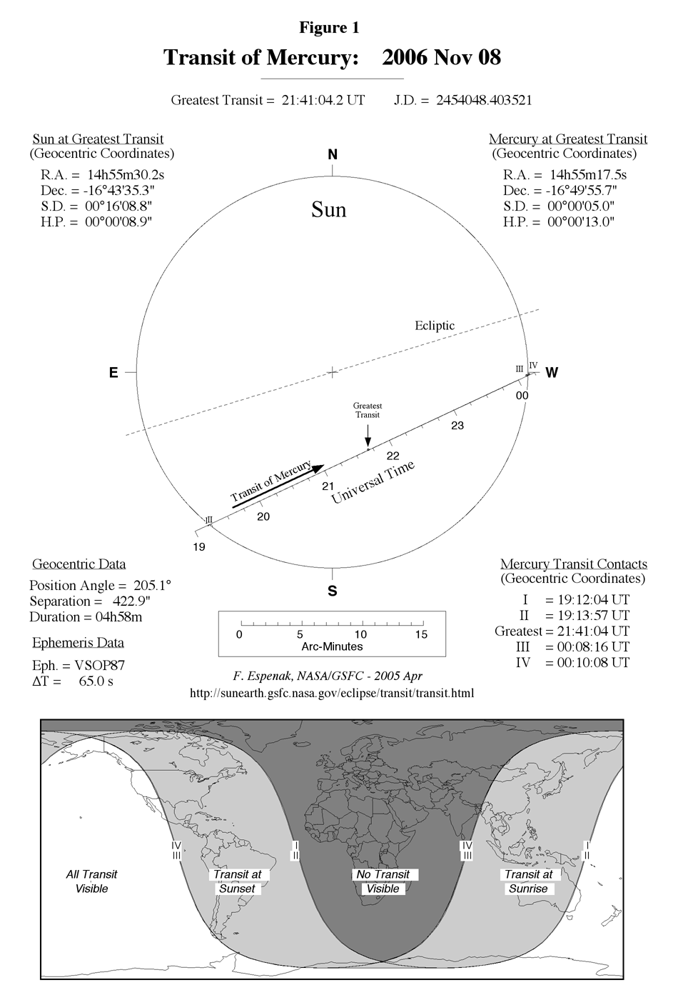 Figure 1
Transit of Mercury: 2006 Nov 08
Greatest Transit = 21:41:04.2 UT J.D. = 2454048.403521
Sun at Greatest Transit
(Geocentric Coordinates)
R.A. = 14h55m30.2s
Dec. = -16°43'35.3"
S.D. = 00°16'08.8"
H.P. = 00°00'08.9"
Mercury at Greatest Transit
(Geocentric Coordinates)
R.A. = 14h55m17.5s
Dec. = -16°49'55.7"
S.D. = 00°00'05.0"
H.P. = 00°00'13.0"
N
Sun
Ecliptic
E
III IV
W
00
Greatest
Transit
23
22
Transit of Mercury
21
Universal Time
20
III
19
S
Geocentric Data
Position Angle = 205.1°
Separation = 422.9"
Duration = 04h58m
Ephemeris Data
Eph. = VSOP87
ΔT = 65.0 s
0 5 10 15
Arc-Minutes
Mercury Transit Contacts
(Geocentric Coordinates)
I = 19:12:04 UT
II = 19:13:57 UT
Greatest = 21:41:04 UT
III = 00:08:16 UT
IV = 00:10:08 UT
F. Espenak, NASA/GSFC - 2005 Apr
http://sunearth.gsfc.nasa.gov/eclipse/transit/transit.html
IV I IV I
III II III II
All Transit Transit at No Transit Transit at
Visible Sunset Visible Sunrise